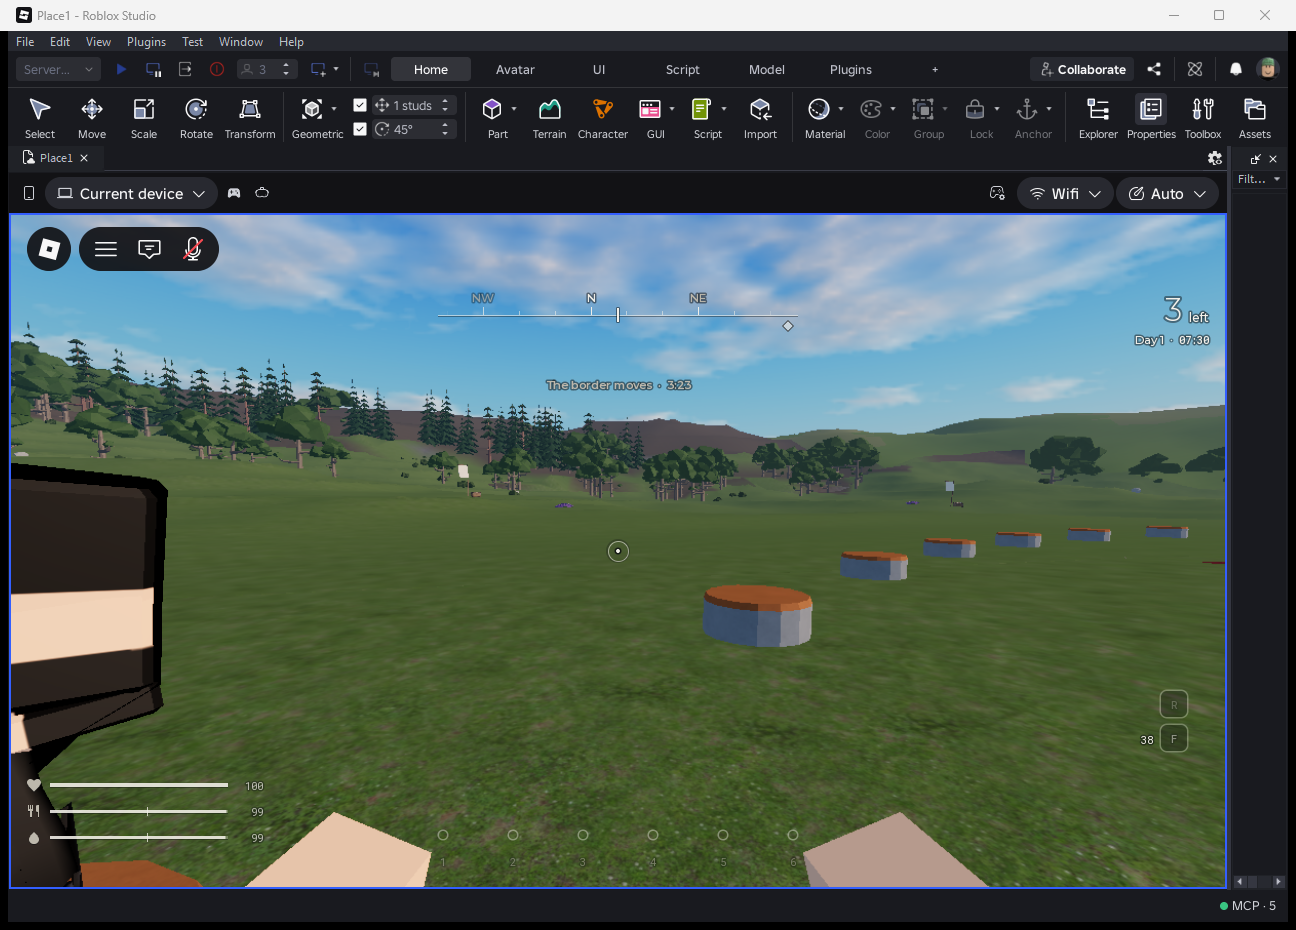 Place1 - Roblox Studio
File Edit View Plugins Test Window Help
Server... 3 Home Avatar UI Script Model Plugins + Collaborate
1 studs
45°
Select Move Scale Rotate Transform Geometric Part Terrain Character GUI Script Import Material Color Group Lock Anchor Explorer Properties Toolbox Assets
Place1
Filt...
Current device Wifi Auto
NW N NE
3 left
Day 1 · 07:30
The border moves · 3:23
R
38 F
100
99
99
1 2 3 4 5 6
MCP · 5